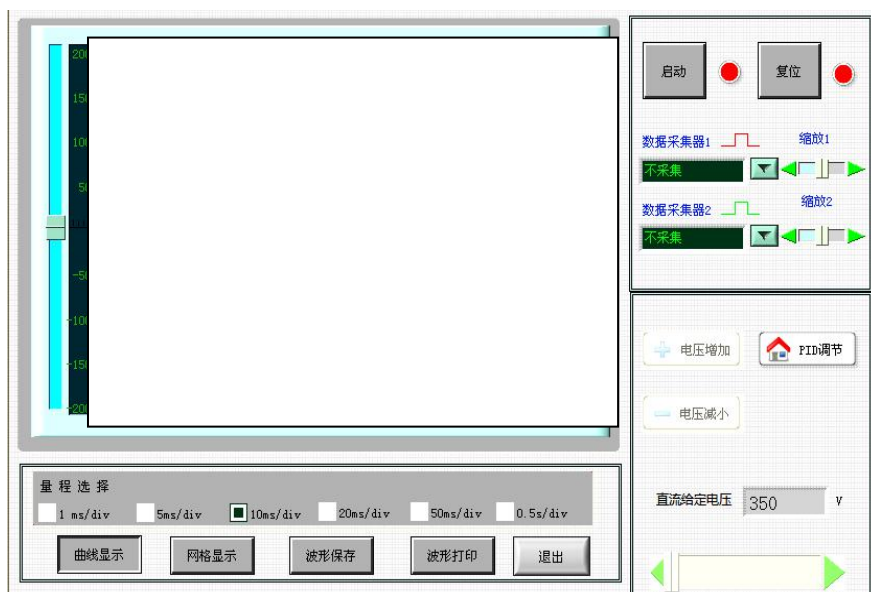 启动
复位
数据采集器1
缩放1
不采集
数据采集器2
缩放2
不采集
50
电压增加
PID调节
电压减小
直流给定电压 350 V
量程选择
1 ms/div 5ms/div 10ms/div 20ms/div 50ms/div 0.5s/div
曲线显示 网格显示 波形保存 波形打印 退出